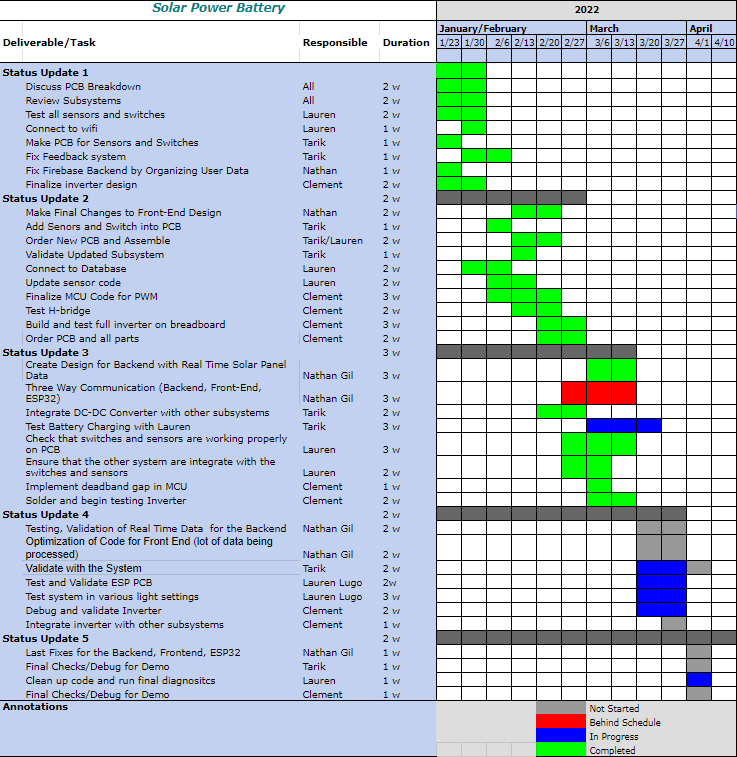 Solar Power Battery 2022
January/February March April
Deliverable/Task Responsible Duration 1/23 1/30 2/6 2/13 2/20 2/27 3/6 3/13 3/20 3/27 4/1 4/10
Status Update 1
Discuss PCB Breakdown All 2 w
Review Subsystems All 2 w
Test all sensors and switches Lauren 2 w
Connect to wifi Lauren 1 w
Make PCB for Sensors and Switches Tarik 1 w
Fix Feedback system Tarik 1 w
Fix Firebase Backend by Organizing User Data Nathan 1 w
Finalize inverter design Clement 2 w
Status Update 2 2 w
Make Final Changes to Front-End Design Nathan 2 w
Add Senors and Switch into PCB Tarik 1 w
Order New PCB and Assemble Tarik/Lauren 2 w
Validate Updated Subsystem Tarik 1 w
Connect to Database Lauren 2 w
Update sensor code Lauren 2 w
Finalize MCU Code for PWM Clement 3 w
Test H-bridge Clement 2 w
Build and test full inverter on breadboard Clement 3 w
Order PCB and all parts Clement 2 w
Status Update 3 3 w
Create Design for Backend with Real Time Solar Panel
Data Nathan Gil 3 w
Three Way Communication (Backend, Front-End,
ESP32) Nathan Gil 3 w
Integrate DC-DC Converter with other subsystems Tarik 2 w
Test Battery Charging with Lauren Tarik 3 w
Check that switches and sensors are working properly
on PCB Lauren 3 w
Ensure that the other system are integrate with the
switches and sensors Lauren 2 w
Implement deadband gap in MCU Clement 1 w
Solder and begin testing Inverter Clement 2 w
Status Update 4 2 w
Testing, Validation of Real Time Data for the Backend Nathan Gil 2 w
Optimization of Code for Front End (lot of data being
processed) Nathan Gil 2 w
Validate with the System Tarik 2 w
Test and Validate ESP PCB Lauren Lugo 2w
Test system in various light settings Lauren Lugo 3 w
Debug and validate Inverter Clement 2 w
Integrate inverter with other subsystems Clement 1 w
Status Update 5 2 w
Last Fixes for the Backend, Frontend, ESP32 Nathan Gil 1 w
Final Checks/Debug for Demo Tarik 1 w
Clean up code and run final diagnositcs Lauren 1 w
Final Checks/Debug for Demo Clement 1 w
Annotations Not Started
Behind Schedule
In Progress
Completed